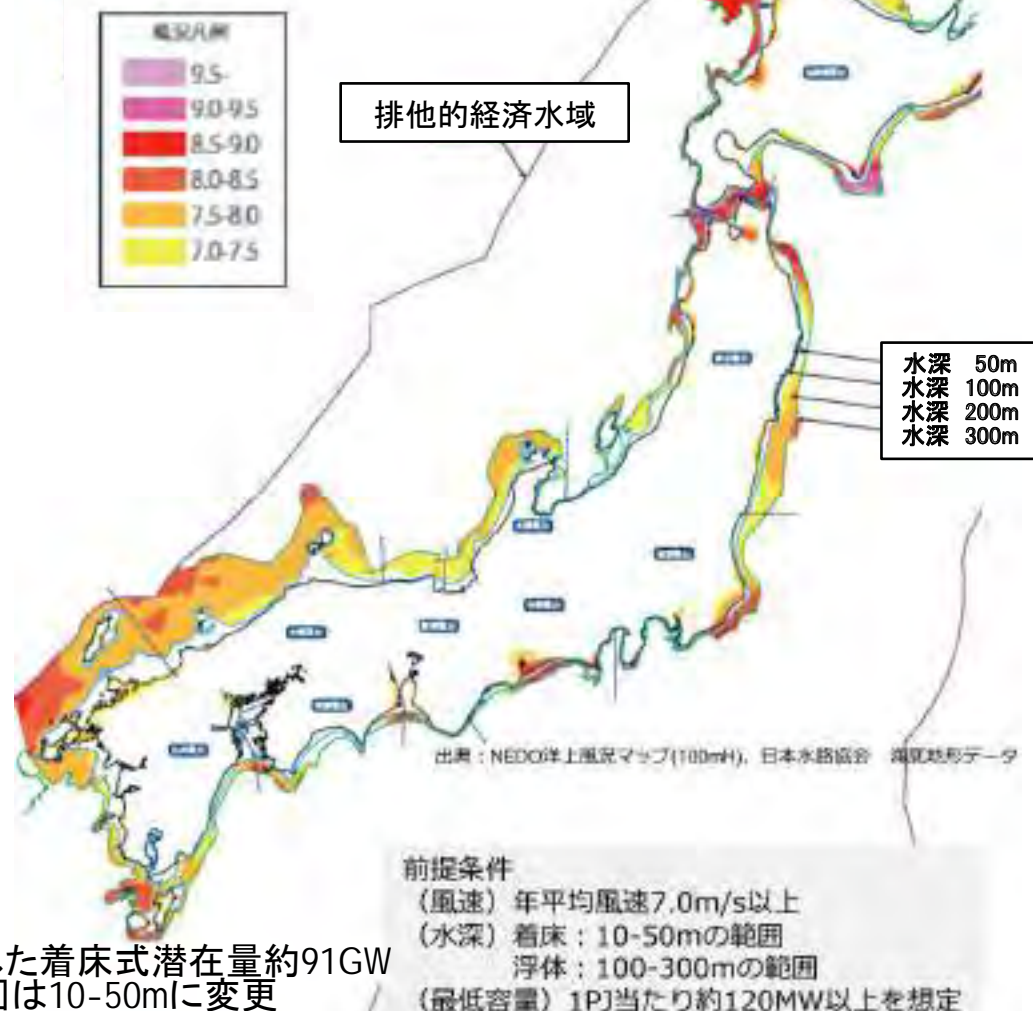 風況凡例
9.5-
9.0-9.5
8.5-9.0
8.0-8.5
7.5-8.0
7.0-7.5
排他的経済水域
水深 50m
水深 100m
水深 200m
水深 300m
出典：NEDO洋上風況マップ(100mH)、日本水路協会 海底地形データ
前提条件
（風速）年平均風速7.0m/s以上
（水深）着床：10-50mの範囲
浮体：100-300mの範囲
（最低容量）1PJ当たり約120MW以上を想定
た着床式潜在量約91GW
は10-50mに変更